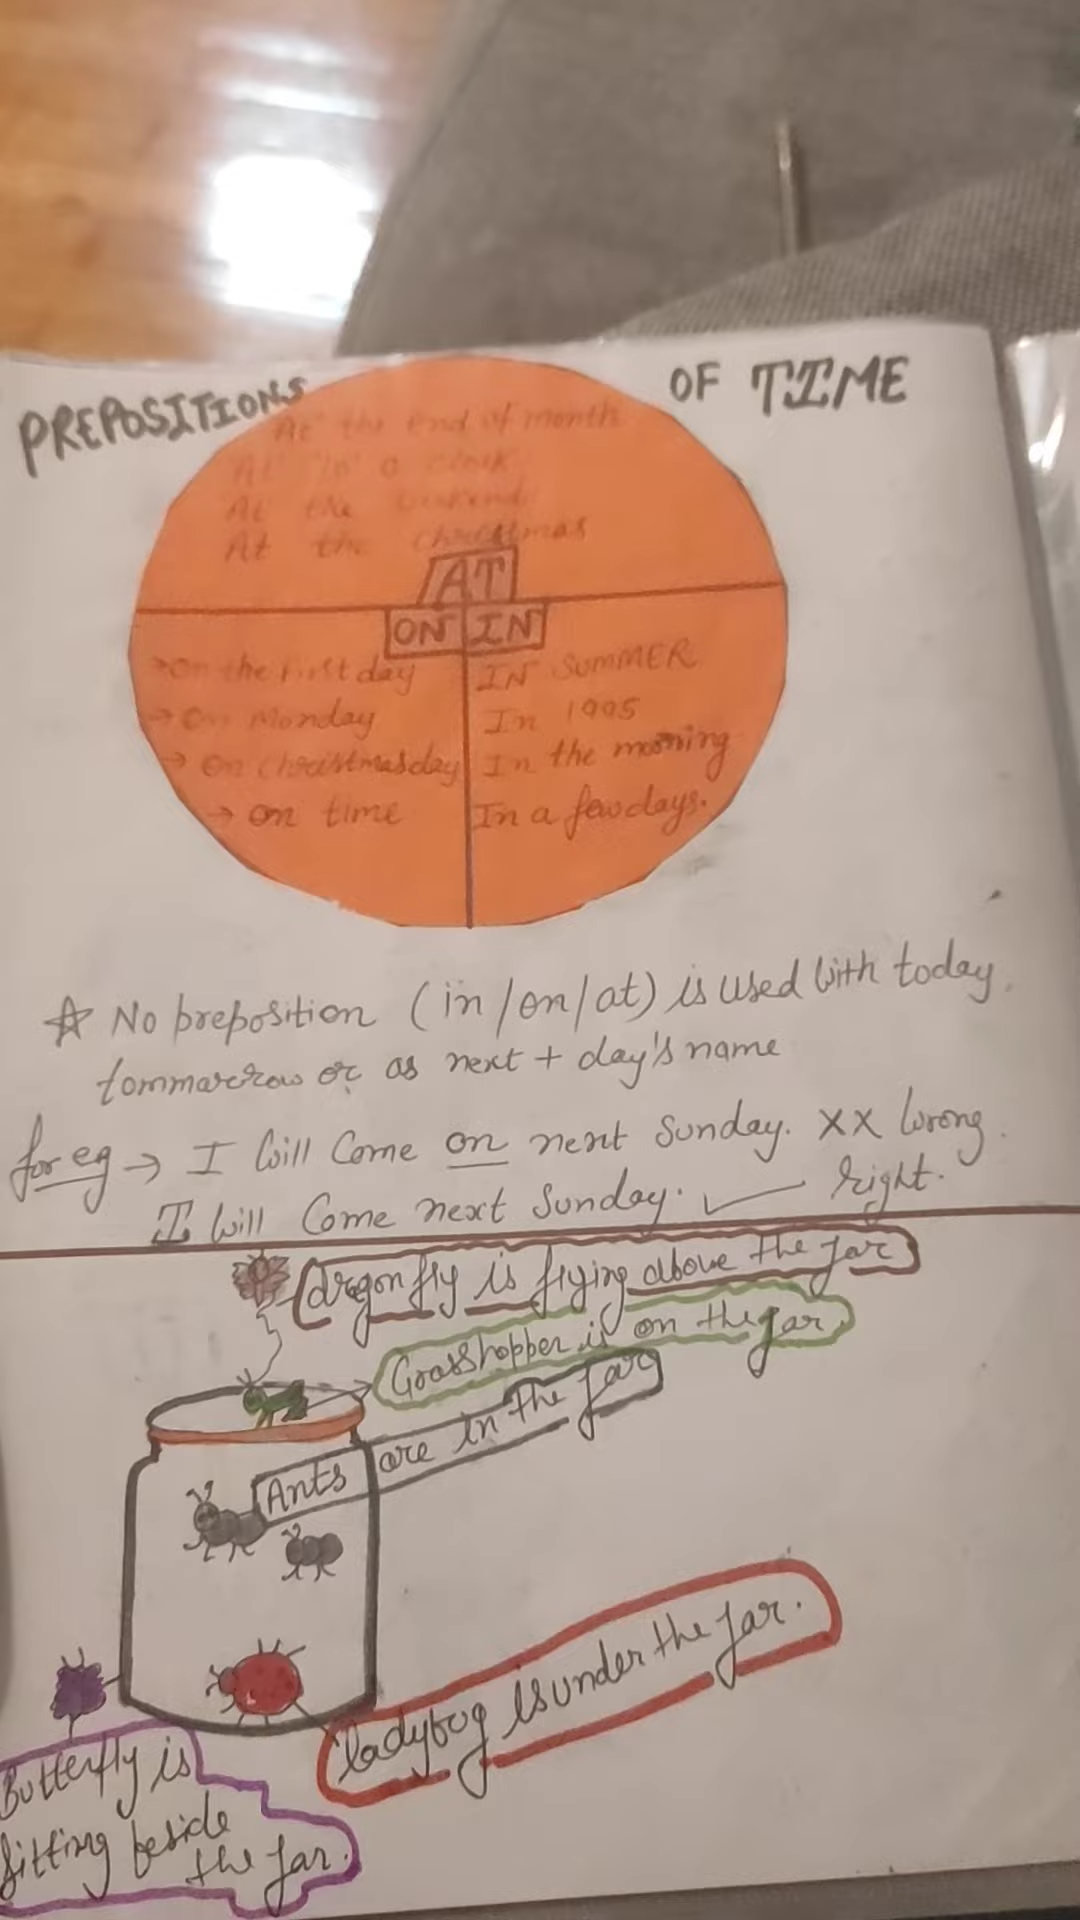 PREPOSITIONS OF TIME
At the end of month
At 10 o clock
At the weekend
At the christmas
AT
ON IN
→ On the first day
→ On Monday
→ On christmasday
→ on time
IN SUMMER
In 1995
In the morning
In a few days.
☆ No preposition (in/on/at) is used with today,
tommarrow or as next + day's name
for eg → I will come on next Sunday. XX wrong.
I will come next Sunday. ✓ right.
dragonfly is flying above the jar
Grasshopper is on the jar.
Ants are in the jar
ladybug is under the jar.
Butterfly is
sitting beside
the jar.